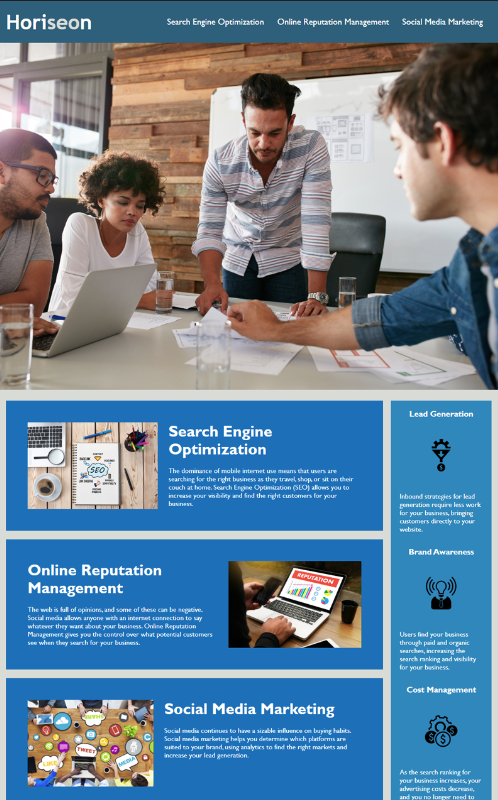 Horiseon
Search Engine Optimization
Online Reputation Management
Social Media Marketing
Search Engine
Optimization
The dominance of mobile internet use means that users are
searching for the right business as they travel, shop, or sit on their
couch at home. Search Engine Optimization (SEO) allows you to
increase your visibility and find the right customers for your
business.
SEO
Online Reputation
Management
The web is full of opinions, and some of these can be negative.
Social media allows anyone with an internet connection to say
whatever they want about your business. Online Reputation
Management gives you the control over what potential customers
see when they search for your business.
REPUTATION
Social Media Marketing
Social media continues to have a sizable influence on buying habits.
Social media marketing helps you determine which platforms are
suited to your brand, using analytics to find the right markets and
increase your lead generation.
TWEET
LIKE
MEDIA
Lead Generation
Inbound strategies for lead
generation require less work
for your business, bringing
customers directly to your
website.
Brand Awareness
Users find your business
through paid and organic
searches, increasing the
search ranking and visibility
for your business.
Cost Management
As the search ranking for
your business increases, your
advertising costs decrease,
and you no longer need to